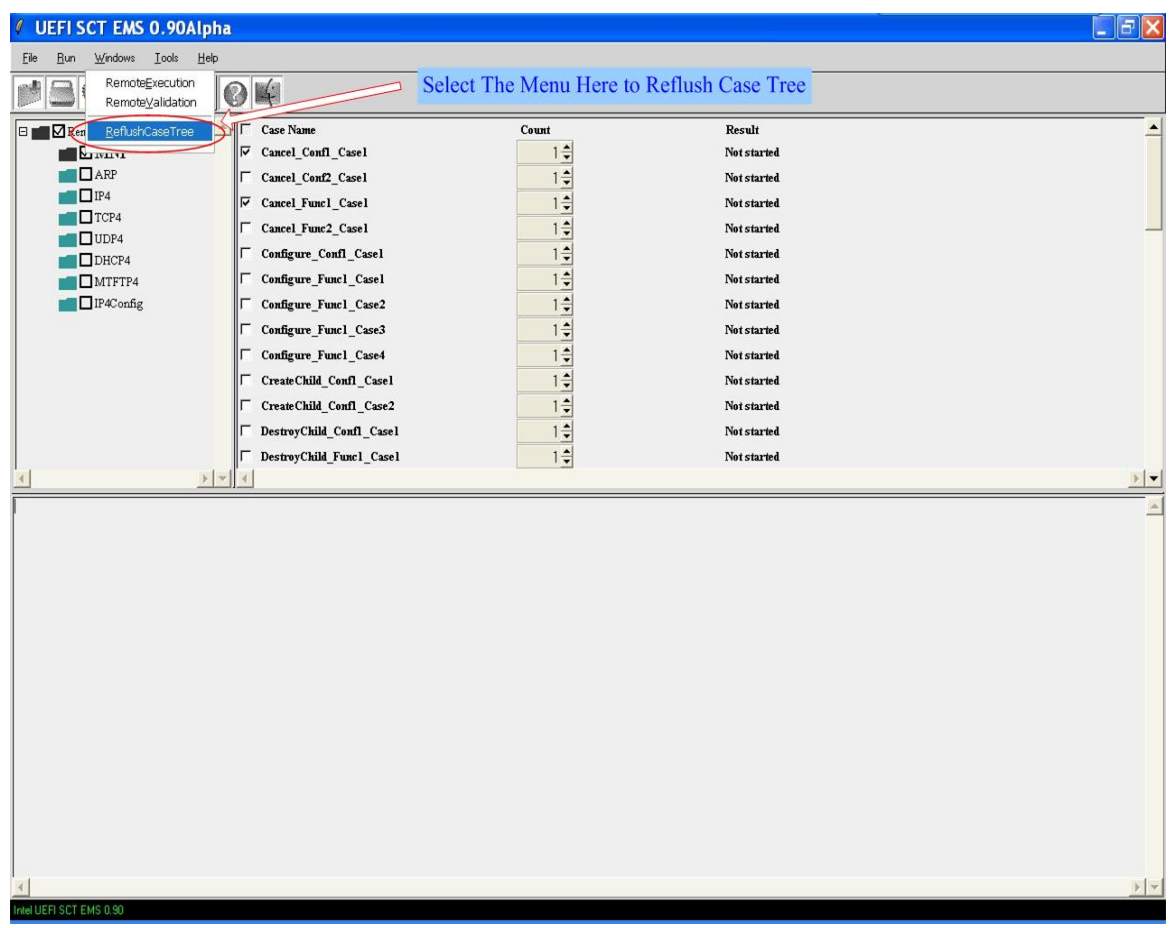 UEFI SCT EMS 0.90Alpha
File Run Windows Tools Help
RemoteExecution
RemoteValidation
ReflushCaseTree
Select The Menu Here to Reflush Case Tree
MNP
ARP
IP4
TCP4
UDP4
DHCP4
MTFTP4
IP4Config
Case Name Count Result
Cancel_Conf1_Case1 1 Not started
Cancel_Conf2_Case1 1 Not started
Cancel_Func1_Case1 1 Not started
Cancel_Func2_Case1 1 Not started
Configure_Conf1_Case1 1 Not started
Configure_Func1_Case1 1 Not started
Configure_Func1_Case2 1 Not started
Configure_Func1_Case3 1 Not started
Configure_Func1_Case4 1 Not started
CreateChild_Conf1_Case1 1 Not started
CreateChild_Conf1_Case2 1 Not started
DestroyChild_Conf1_Case1 1 Not started
DestroyChild_Func1_Case1 1 Not started
Intel UEFI SCT EMS 0.90